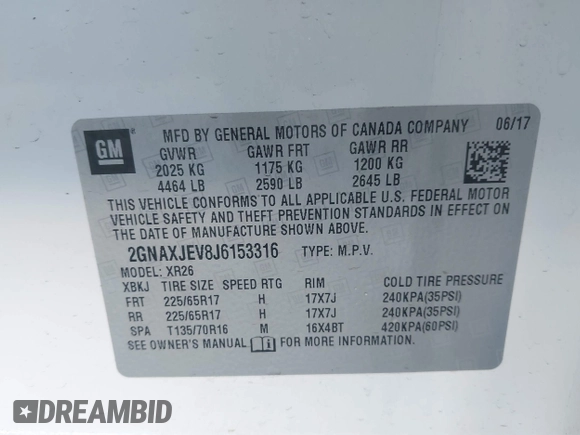 GM
MFD BY GENERAL MOTORS OF CANADA COMPANY 06/17
GVWR GAWR FRT GAWR RR
2025 KG 1175 KG 1200 KG
4464 LB 2590 LB 2645 LB
THIS VEHICLE CONFORMS TO ALL APPLICABLE U.S. FEDERAL MOTOR
VEHICLE SAFETY AND THEFT PREVENTION STANDARDS IN EFFECT ON
THE DATE OF MANUFACTURE SHOWN ABOVE.
2GNAXJEV8J6153316 TYPE: M.P.V.
MODEL: XR26
XBKJ TIRE SIZE SPEED RTG RIM COLD TIRE PRESSURE
FRT 225/65R17 H 17X7J 240KPA(35PSI)
RR 225/65R17 H 17X7J 240KPA(35PSI)
SPA T135/70R16 M 16X4BT 420KPA(60PSI)
SEE OWNER'S MANUAL FOR MORE INFORMATION.
DREAMBID